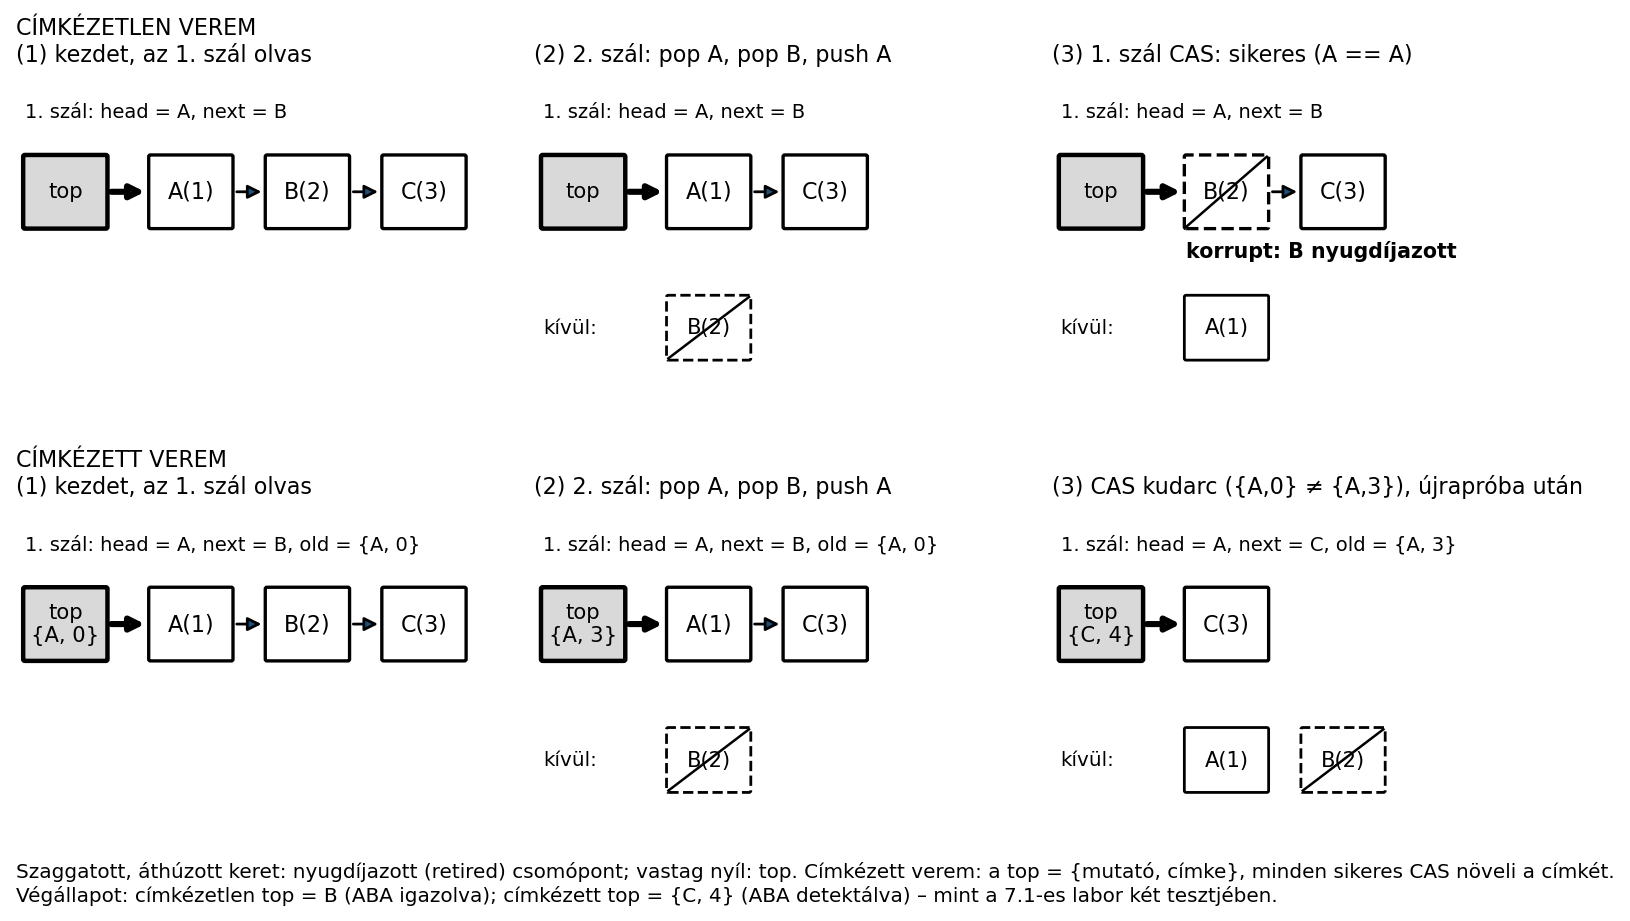 CÍMKÉZETLEN VEREM
(1) kezdet, az 1. szál olvas
1. szál: head = A, next = B
top
A(1)
B(2)
C(3)
(2) 2. szál: pop A, pop B, push A
1. szál: head = A, next = B
top
A(1)
C(3)
kívül:
B(2)
(3) 1. szál CAS: sikeres (A == A)
1. szál: head = A, next = B
top
B(2)
C(3)
korrupt: B nyugdíjazott
kívül:
A(1)
CÍMKÉZETT VEREM
(1) kezdet, az 1. szál olvas
1. szál: head = A, next = B, old = {A, 0}
top
{A, 0}
A(1)
B(2)
C(3)
(2) 2. szál: pop A, pop B, push A
1. szál: head = A, next = B, old = {A, 0}
top
{A, 3}
A(1)
C(3)
kívül:
B(2)
(3) CAS kudarc ({A,0} ≠ {A,3}), újrapróba után
1. szál: head = A, next = C, old = {A, 3}
top
{C, 4}
C(3)
kívül:
A(1)
B(2)
Szaggatott, áthúzott keret: nyugdíjazott (retired) csomópont; vastag nyíl: top. Címkézett verem: a top = {mutató, címke}, minden sikeres CAS növeli a címkét.
Végállapot: címkézetlen top = B (ABA igazolva); címkézett top = {C, 4} (ABA detektálva) – mint a 7.1-es labor két tesztjében.